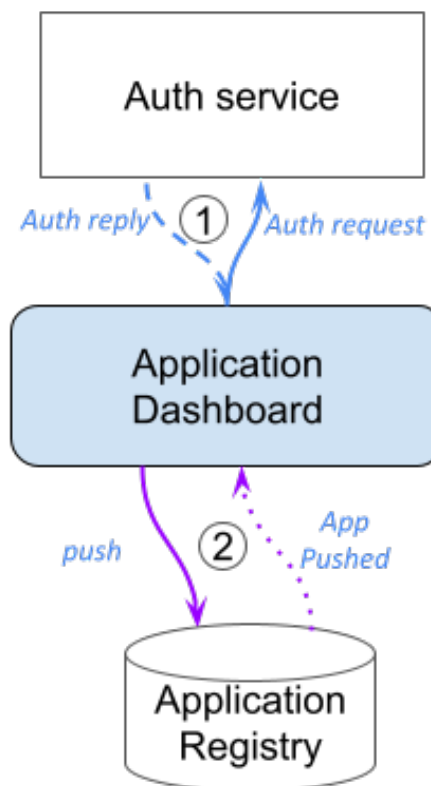 Auth service
Auth reply
1
Auth request
Application
Dashboard
push
2
App
Pushed
Application
Registry